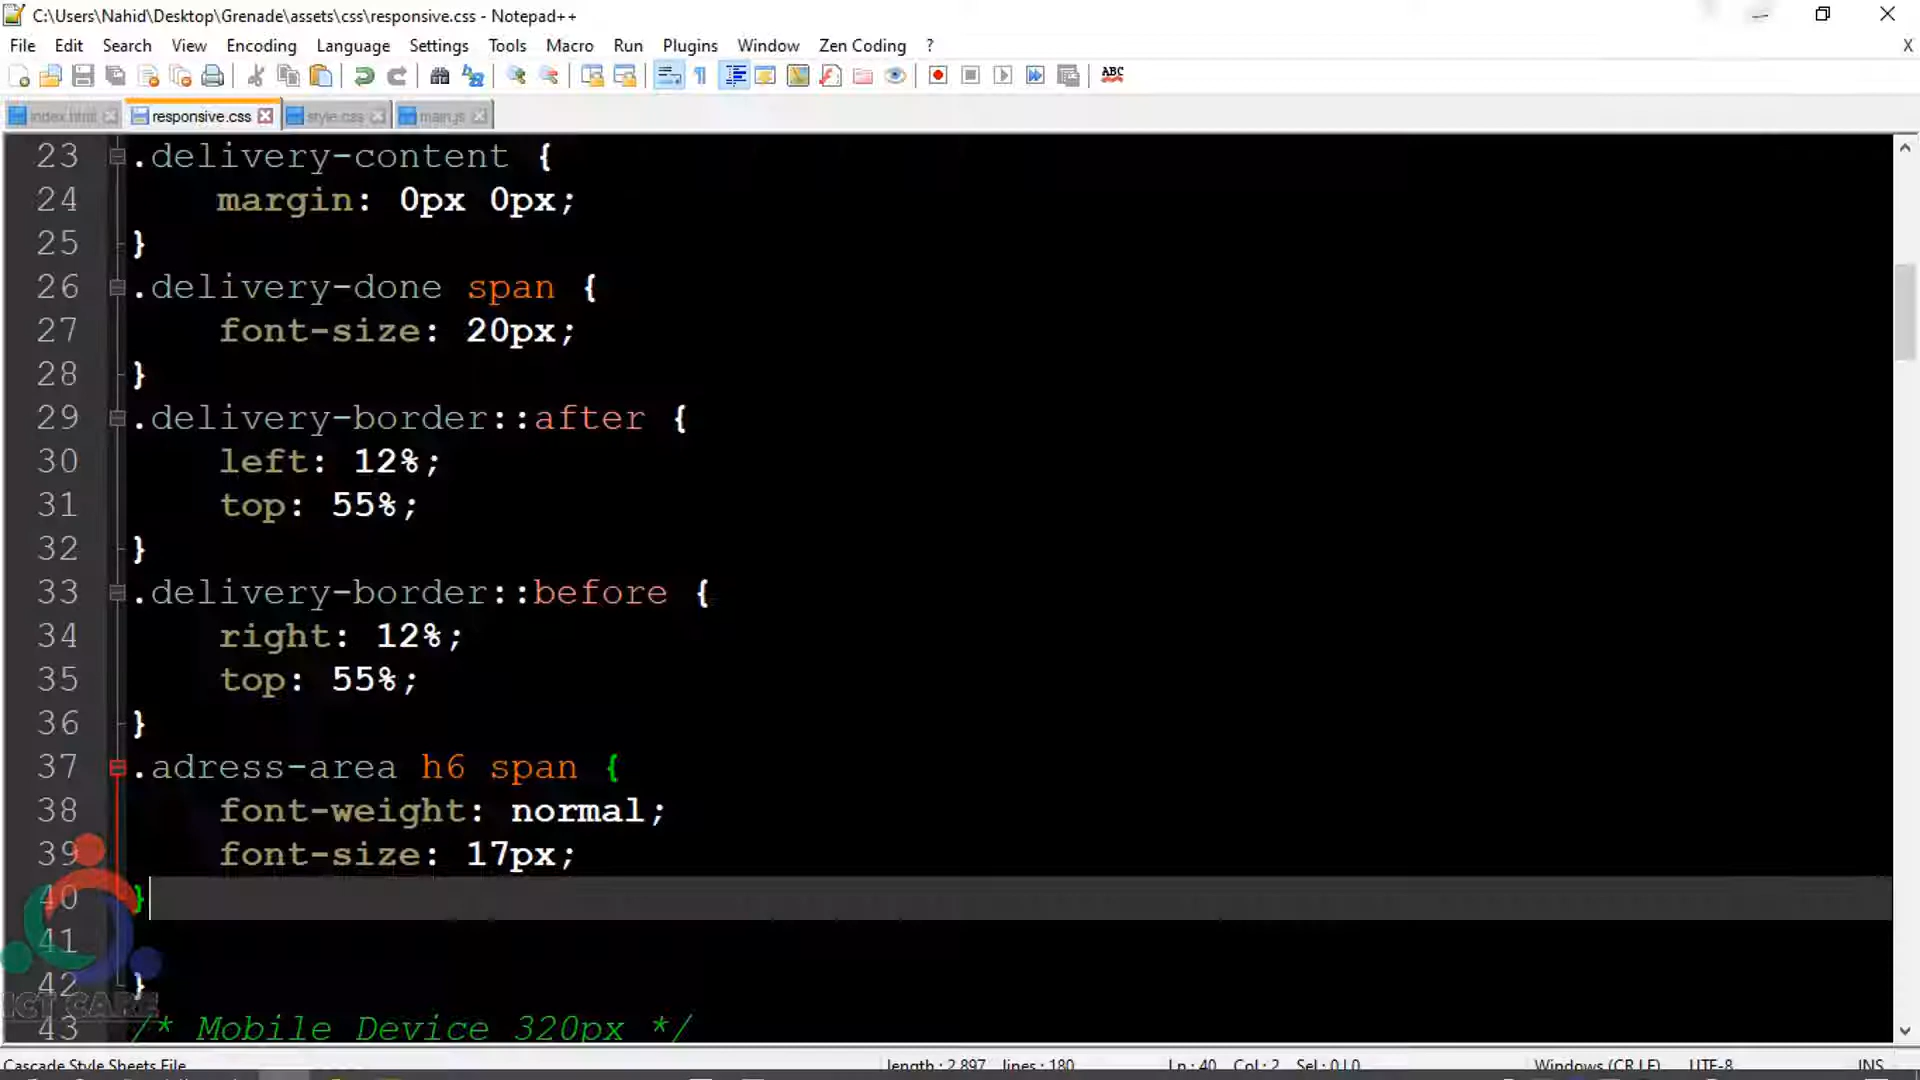 C:\Users\Nahid\Desktop\Grenade\assets\css\responsive.css - Notepad++
File Edit Search View Encoding Language Settings Tools Macro Run Plugins Window Zen Coding ? X
ABC
index.html responsive.css style.css main.js
23 .delivery-content {
24 margin: 0px 0px;
25 }
26 .delivery-done span {
27 font-size: 20px;
28 }
29 .delivery-border::after {
30 left: 12%;
31 top: 55%;
32 }
33 .delivery-border::before {
34 right: 12%;
35 top: 55%;
36 }
37 .adress-area h6 span {
38 font-weight: normal;
39 font-size: 17px;
40 }
41
42 }
ICT CARE
43 /* Mobile Device 320px */
Cascade Style Sheets File length : 2,897 lines : 180 Ln : 40 Col : 2 Sel : 0 | 0 Windows (CR LF) UTF-8 INS